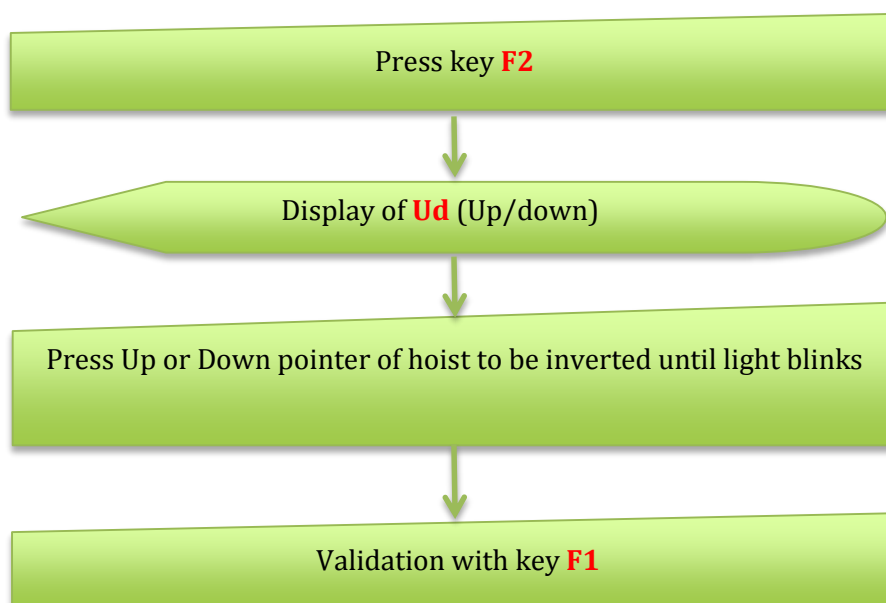 Press key F2
Display of Ud (Up/down)
Press Up or Down pointer of hoist to be inverted until light blinks
Validation with key F1